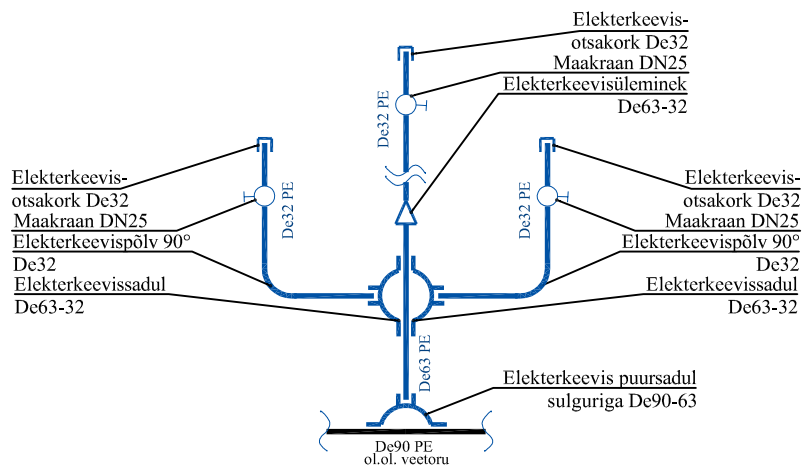 Elekterkeevis-
otsakork De32
Maakraan DN25
Elekterkeevisüleminek
De63-32
De32 PE
Elekterkeevis-
otsakork De32
Maakraan DN25
Elekterkeevispõlv 90°
De32
Elekterkeevissadul
De63-32
De32 PE
De32 PE
Elekterkeevis-
otsakork De32
Maakraan DN25
Elekterkeevispõlv 90°
De32
Elekterkeevissadul
De63-32
De63 PE
Elekterkeevis puursadul
sulguriga De90-63
De90 PE
ol.ol. veetoru